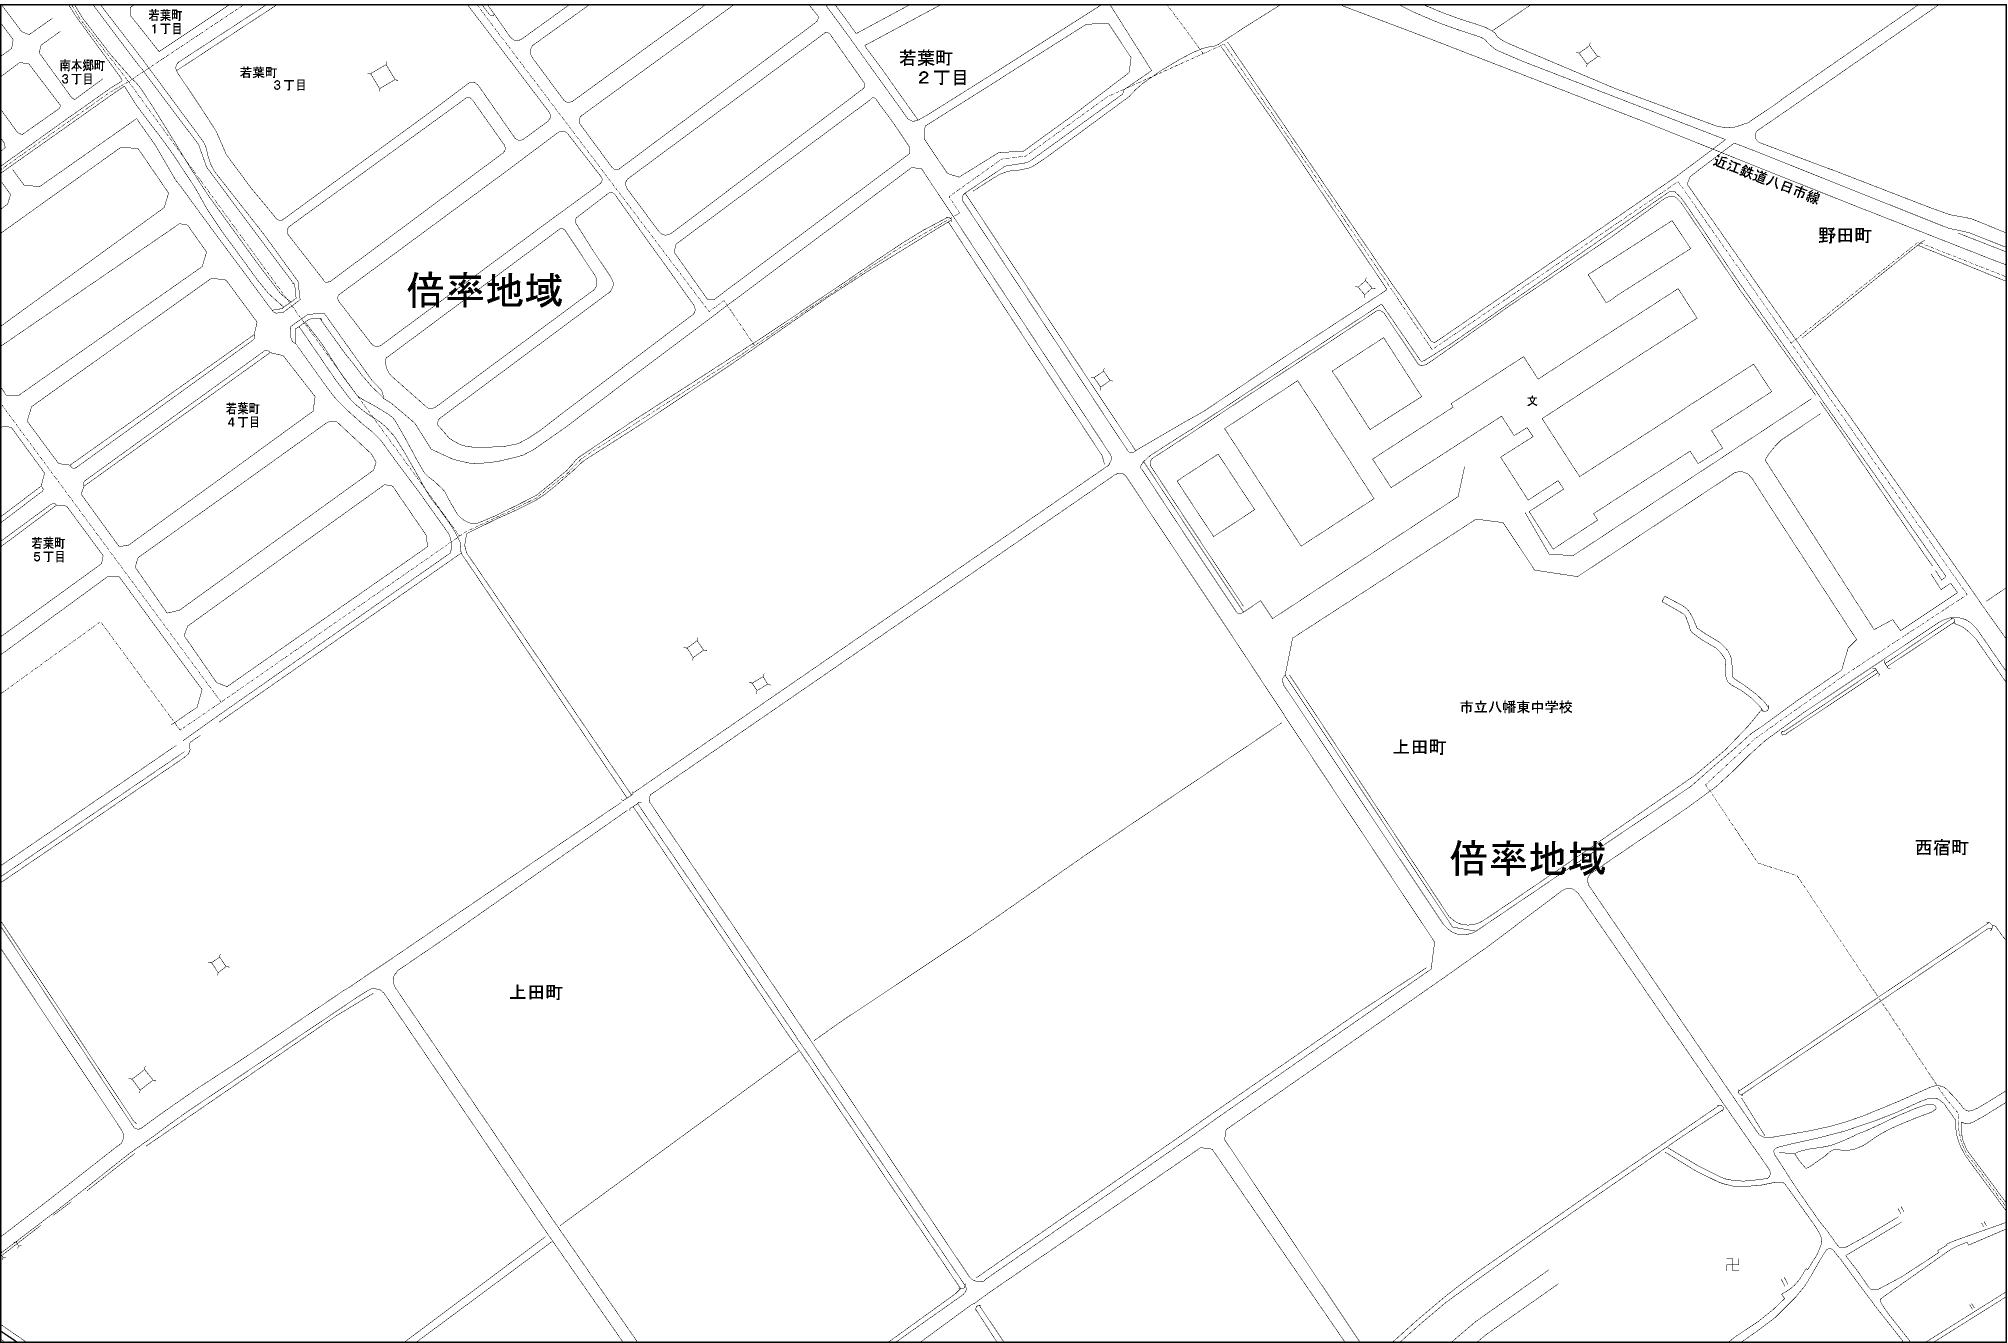 若葉町
1丁目
南本郷町
3丁目
若葉町
3丁目
若葉町
2丁目
近江鉄道八日市線
野田町
倍率地域
若葉町
4丁目
文
若葉町
5丁目
市立八幡東中学校
上田町
倍率地域
西宿町
上田町